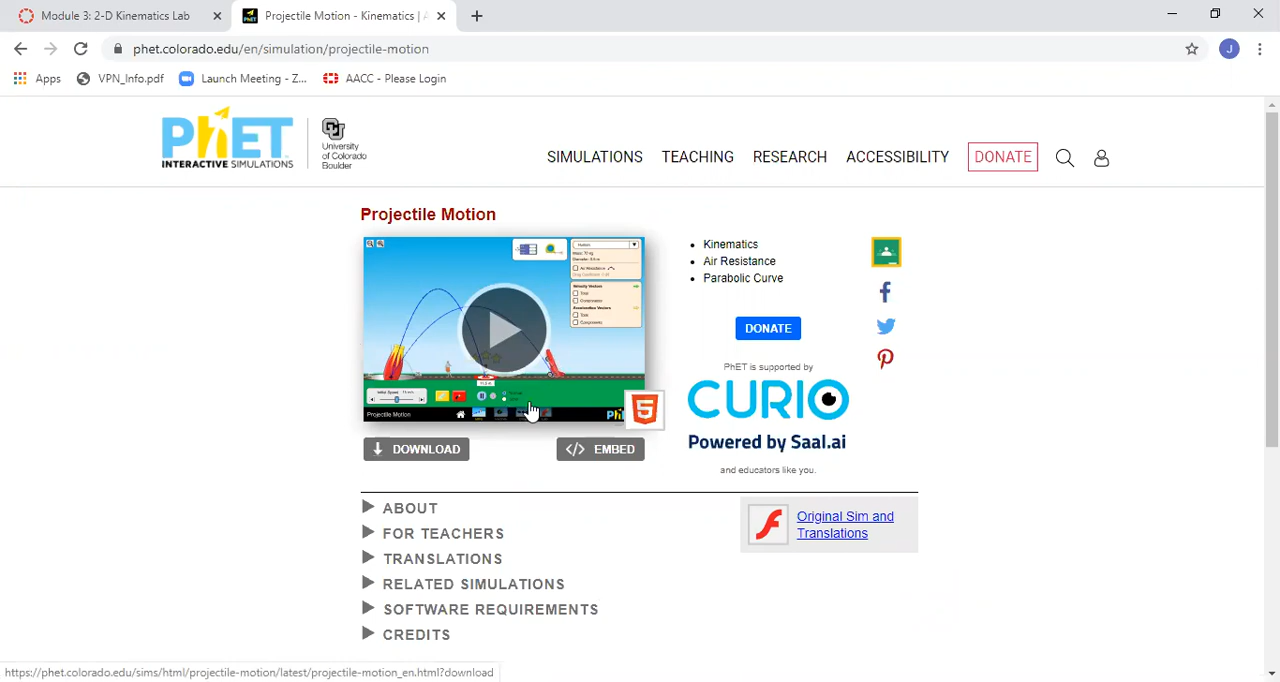 Module 3: 2-D Kinematics Lab
Projectile Motion - Kinematics |
phet.colorado.edu/en/simulation/projectile-motion
J
Apps
VPN_Info.pdf
Launch Meeting - Z...
AACC - Please Login
PhET
INTERACTIVE SIMULATIONS
University
of Colorado
Boulder
SIMULATIONS
TEACHING
RESEARCH
ACCESSIBILITY
DONATE
Projectile Motion
Projectile Motion
DOWNLOAD
EMBED
Kinematics
Air Resistance
Parabolic Curve
DONATE
PhET is supported by
CURIO
Powered by Saal.ai
and educators like you.
ABOUT
FOR TEACHERS
TRANSLATIONS
RELATED SIMULATIONS
SOFTWARE REQUIREMENTS
CREDITS
Original Sim and
Translations
https://phet.colorado.edu/sims/html/projectile-motion/latest/projectile-motion_en.html?download